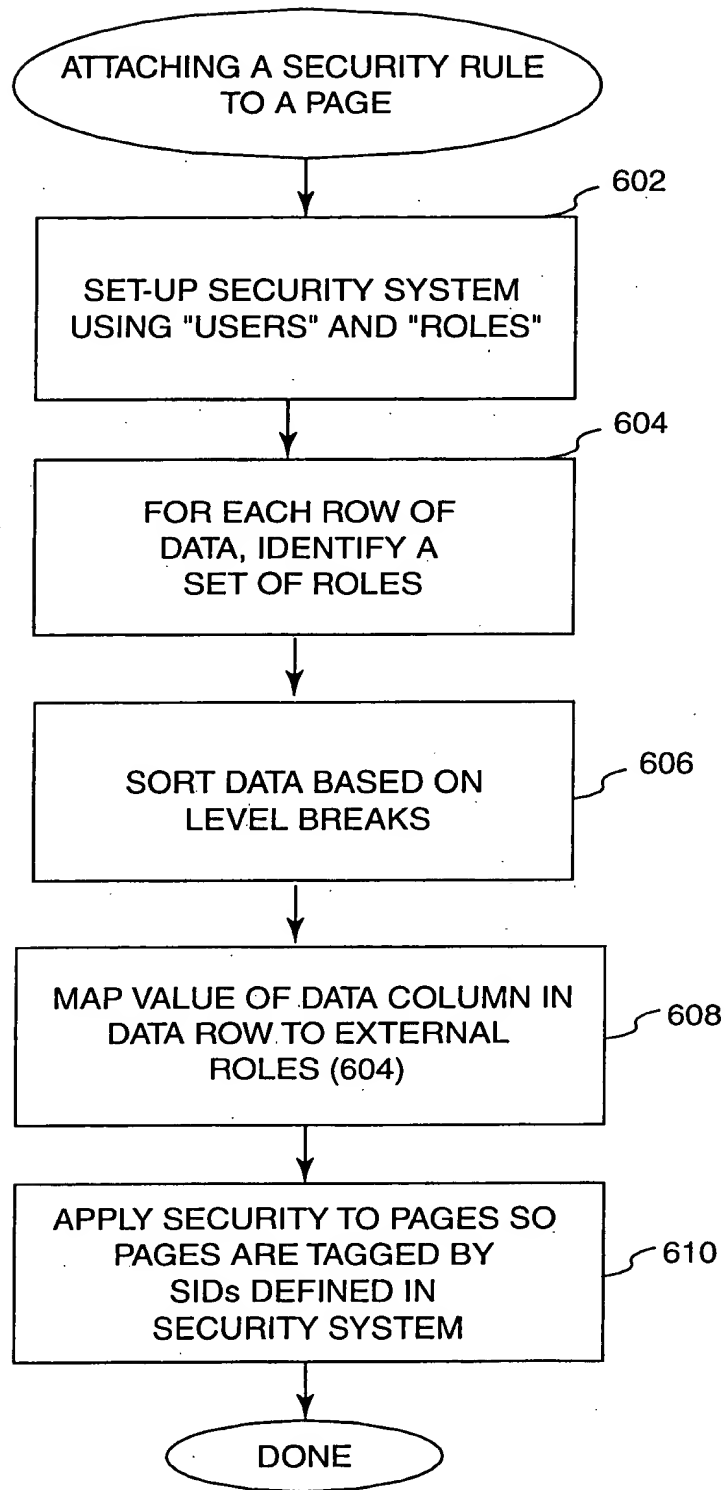 ATTACHING A SECURITY RULE
TO A PAGE
602
SET-UP SECURITY SYSTEM
USING "USERS" AND "ROLES"
604
FOR EACH ROW OF
DATA, IDENTIFY A
SET OF ROLES
606
SORT DATA BASED ON
LEVEL BREAKS
MAP VALUE OF DATA COLUMN IN
DATA ROW TO EXTERNAL
ROLES (604)
608
APPLY SECURITY TO PAGES SO
PAGES ARE TAGGED BY
SIDs DEFINED IN
SECURITY SYSTEM
610
DONE